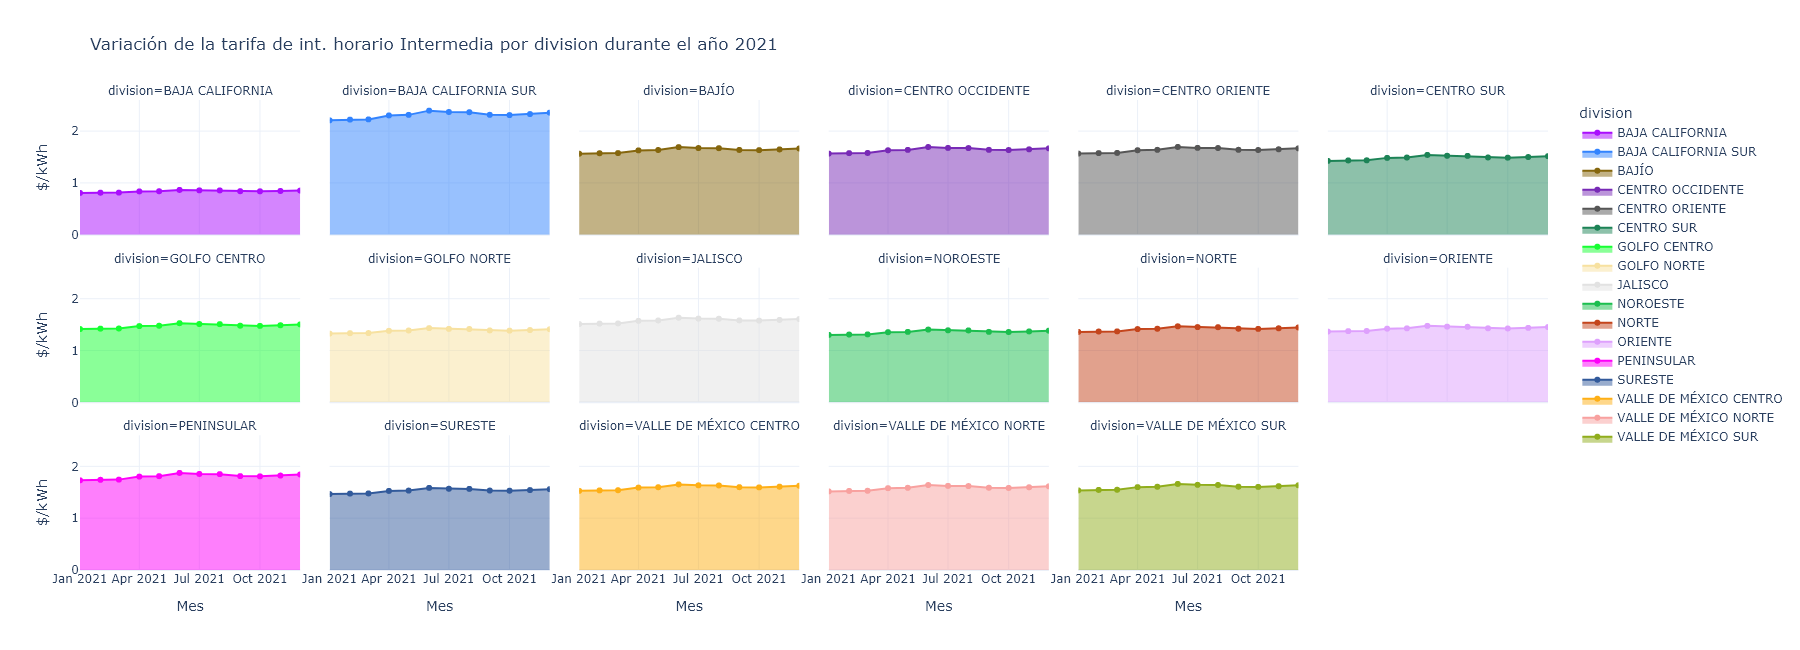 Variación de la tarifa de int. horario Intermedia por division durante el año 2021
division=BAJA CALIFORNIA
division=BAJA CALIFORNIA SUR
division=BAJÍO
division=CENTRO OCCIDENTE
division=CENTRO ORIENTE
division=CENTRO SUR
2
1
0
$/kWh
division=GOLFO CENTRO
division=GOLFO NORTE
division=JALISCO
division=NOROESTE
division=NORTE
division=ORIENTE
2
1
0
$/kWh
division=PENINSULAR
division=SURESTE
division=VALLE DE MÉXICO CENTRO
division=VALLE DE MÉXICO NORTE
division=VALLE DE MÉXICO SUR
2
1
0
$/kWh
Jan 2021 Apr 2021 Jul 2021 Oct 2021
Jan 2021 Apr 2021 Jul 2021 Oct 2021
Jan 2021 Apr 2021 Jul 2021 Oct 2021
Jan 2021 Apr 2021 Jul 2021 Oct 2021
Jan 2021 Apr 2021 Jul 2021 Oct 2021
Mes
Mes
Mes
Mes
Mes
division
BAJA CALIFORNIA
BAJA CALIFORNIA SUR
BAJÍO
CENTRO OCCIDENTE
CENTRO ORIENTE
CENTRO SUR
GOLFO CENTRO
GOLFO NORTE
JALISCO
NOROESTE
NORTE
ORIENTE
PENINSULAR
SURESTE
VALLE DE MÉXICO CENTRO
VALLE DE MÉXICO NORTE
VALLE DE MÉXICO SUR